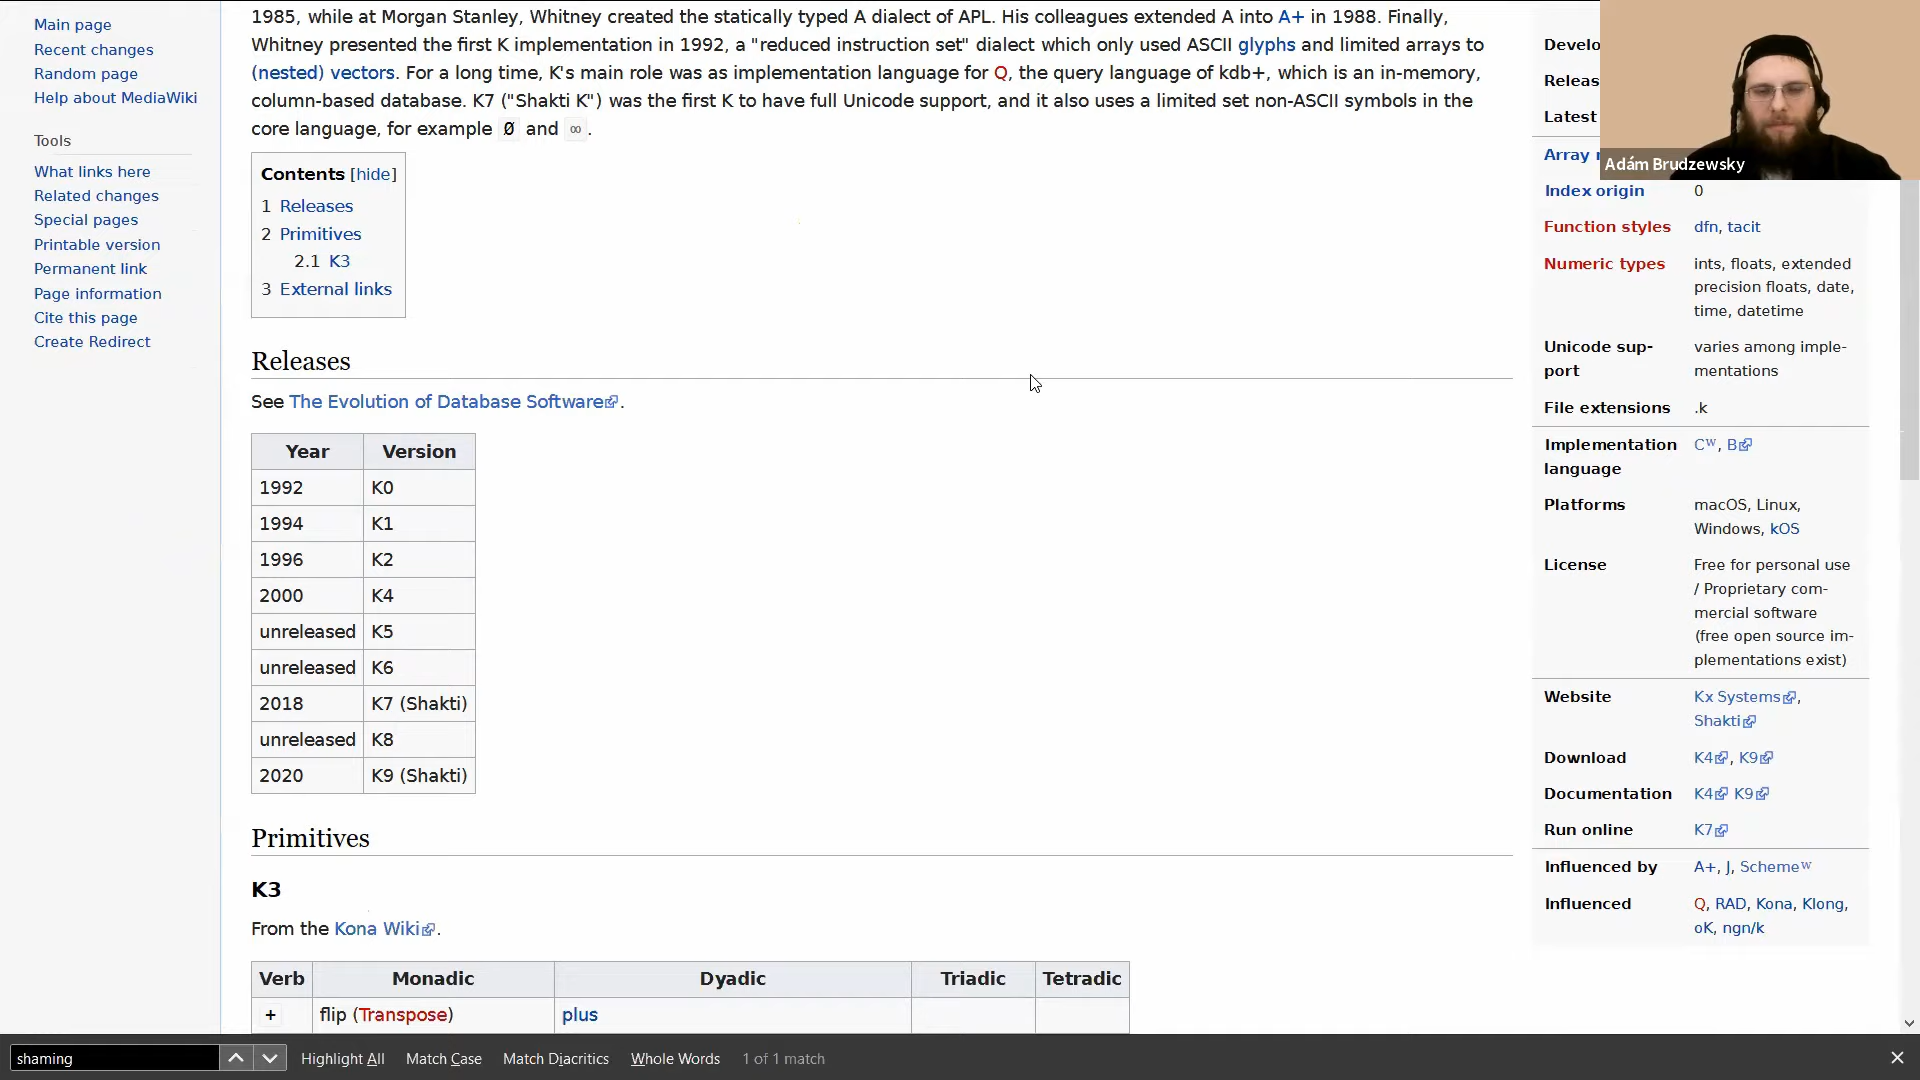 Main page
Recent changes
Random page
Help about MediaWiki
Tools
What links here
Related changes
Special pages
Printable version
Permanent link
Page information
Cite this page
Create Redirect
1985, while at Morgan Stanley, Whitney created the statically typed A dialect of APL. His colleagues extended A into A+ in 1988. Finally,
Whitney presented the first K implementation in 1992, a "reduced instruction set" dialect which only used ASCII glyphs and limited arrays to
(nested) vectors. For a long time, K's main role was as implementation language for Q, the query language of kdb+, which is an in-memory,
column-based database. K7 ("Shakti K") was the first K to have full Unicode support, and it also uses a limited set non-ASCII symbols in the
core language, for example Ø and ∞.
Contents [hide]
1 Releases
2 Primitives
2.1 K3
3 External links
Releases
See The Evolution of Database Software.
Year Version
1992 K0
1994 K1
1996 K2
2000 K4
unreleased K5
unreleased K6
2018 K7 (Shakti)
unreleased K8
2020 K9 (Shakti)
Primitives
K3
From the Kona Wiki.
Verb Monadic Dyadic Triadic Tetradic
+ flip (Transpose) plus
Develo
Releas
Latest
Array
Adám Brudzewsky
Index origin 0
Function styles dfn, tacit
Numeric types ints, floats, extended
precision floats, date,
time, datetime
Unicode sup- varies among imple-
port mentations
File extensions .k
Implementation Cᵂ, B
language
Platforms macOS, Linux,
Windows, kOS
License Free for personal use
/ Proprietary com-
mercial software
(free open source im-
plementations exist)
Website Kx Systems,
Shakti
Download K4, K9
Documentation K4 K9
Run online K7
Influenced by A+, J, Schemeᵂ
Influenced Q, RAD, Kona, Klong,
oK, ngn/k
shaming Highlight All Match Case Match Diacritics Whole Words 1 of 1 match